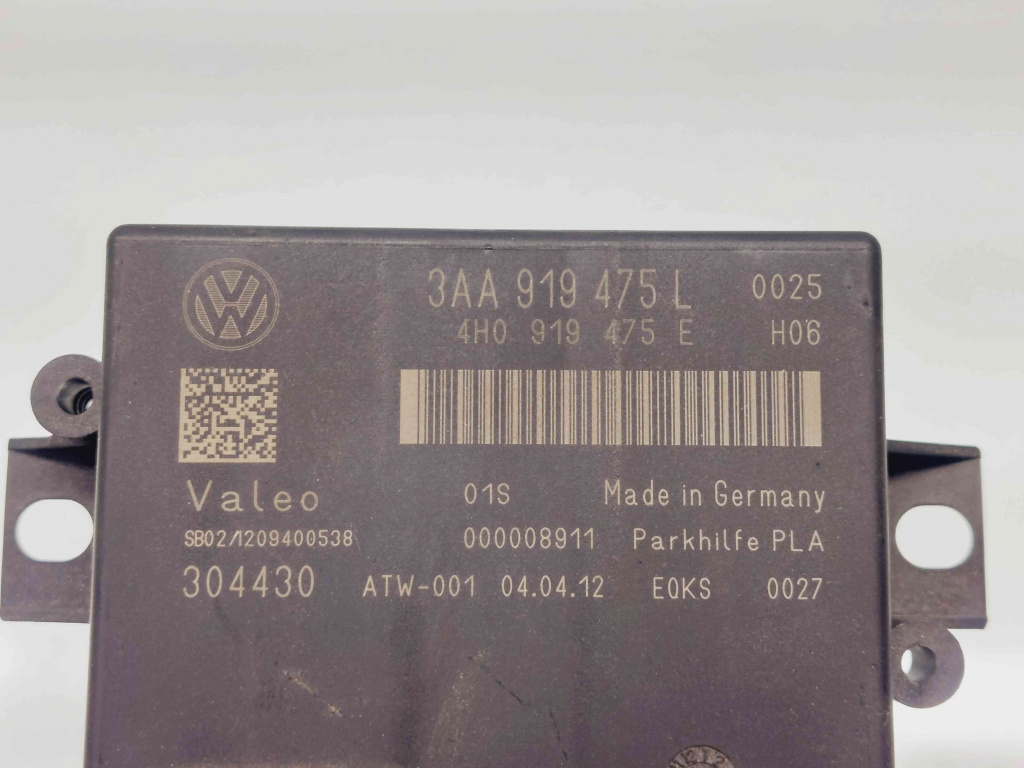 3AA 919 475 L 0025
4H0 919 475 E H06
Valeo 01S Made in Germany
SB02/1209400538 000008911 Parkhilfe PLA
304430 ATW-001 04.04.12 EQKS 0027